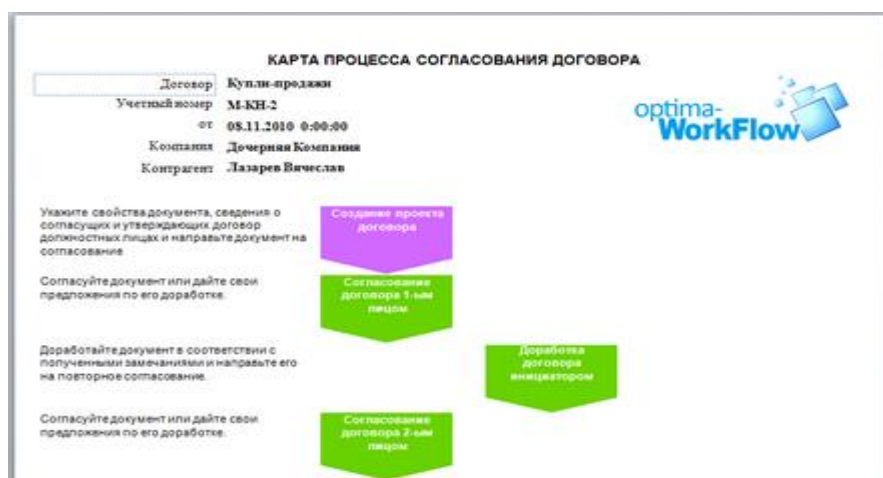 КАРТА ПРОЦЕССА СОГЛАСОВАНИЯ ДОГОВОРА
Договор Купли-продажи
Учетный номер М-КН-2
от 08.11.2010 0:00:00
Компания Дочерняя Компания
Контрагент Лазарев Вячеслав
optima-
WorkFlow
Укажите свойства документа, сведения о
согласущих и утверждающих договор
должностных лицах и направьте документ на
согласование
Создание проекта
договора
Согласуйте документ или дайте свои
предложения по его доработке.
Согласование
договора 1-ым
лицом
Доработайте документ в соответствии с
полученными замечаниями и направьте его
на повторное согласование.
Доработка
договора
инициатором
Согласуйте документ или дайте свои
предложения по его доработке.
Согласование
договора 2-ым
лицом